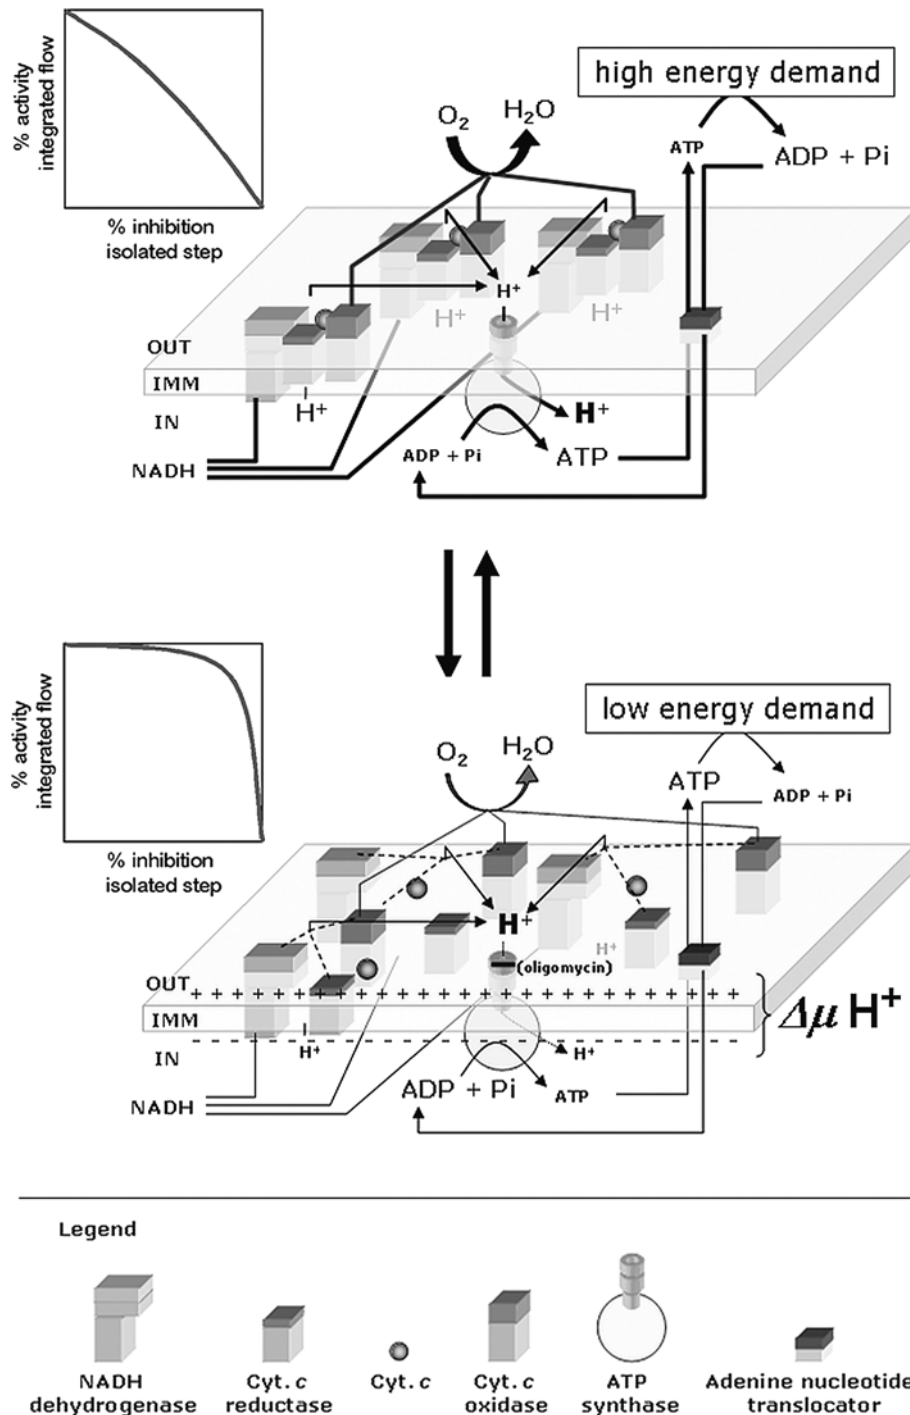 % activity
integrated flow
% inhibition
isolated step
high energy demand
O₂
H₂O
ATP
ADP + Pi
H⁺
H⁺
H⁺
OUT
IMM
IN
H⁺
H⁺
NADH
ADP + Pi
ATP
% activity
integrated flow
% inhibition
isolated step
low energy demand
O₂
H₂O
ATP
ADP + Pi
H⁺
H⁺
(oligomycin)
OUT
+ + + + + + + + + + + + + + + + + + + + + + + + + + +
IMM
Δμ H⁺
IN
H⁺
H⁺
ADP + Pi
ATP
NADH
Legend
NADH
dehydrogenase
Cyt. c
reductase
Cyt. c
Cyt. c
oxidase
ATP
synthase
Adenine nucleotide
translocator